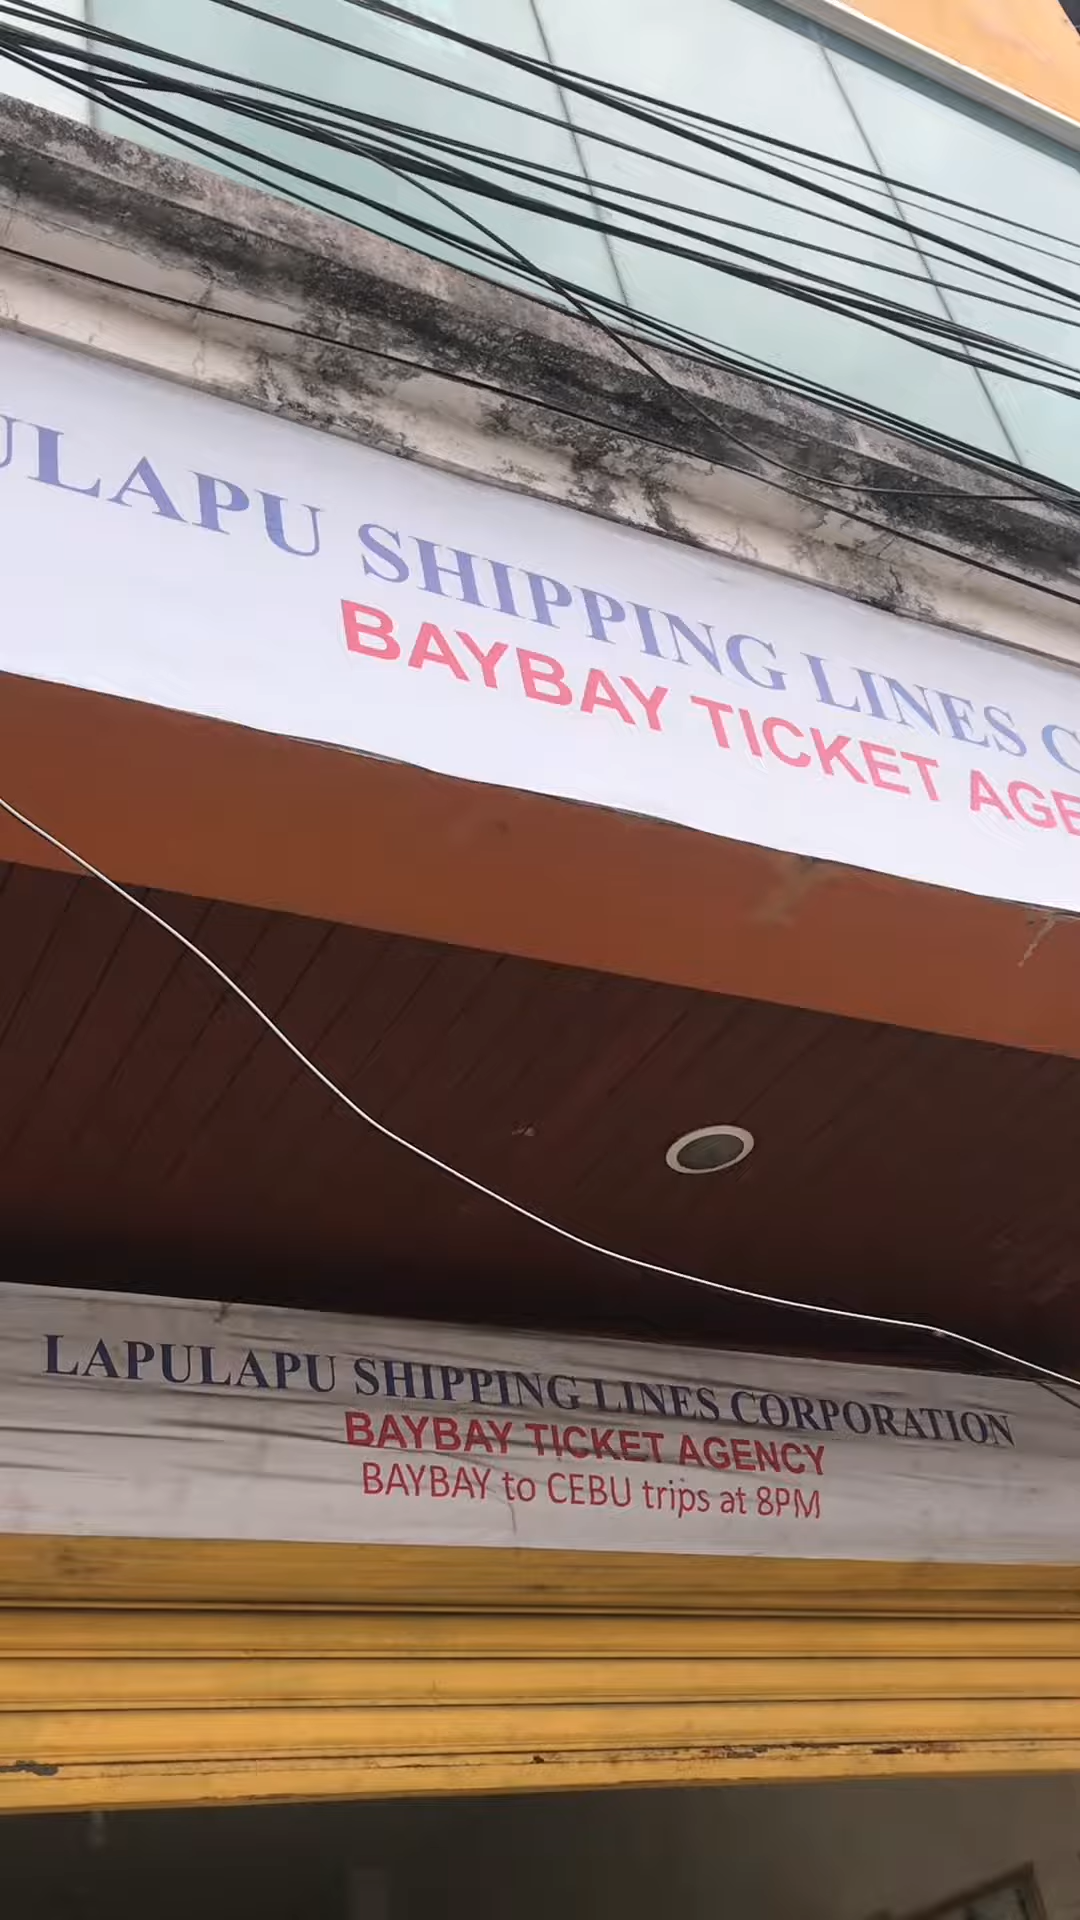 ULAPU SHIPPING LINES C
BAYBAY TICKET AGE
LAPULAPU SHIPPING LINES CORPORATION
BAYBAY TICKET AGENCY
BAYBAY to CEBU trips at 8PM